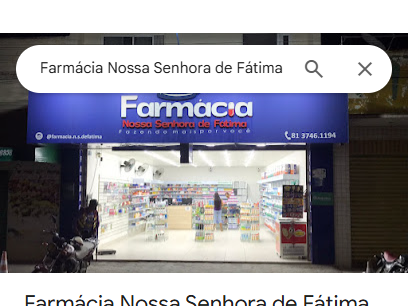 Farmácia Nossa Senhora de Fátima
Farmácia
Nossa Senhora de Fátima
Fazendo mais por você
@farmacia.n.s.defatima
81 3746.1194
Farmácia Nossa Senhora de Fátima